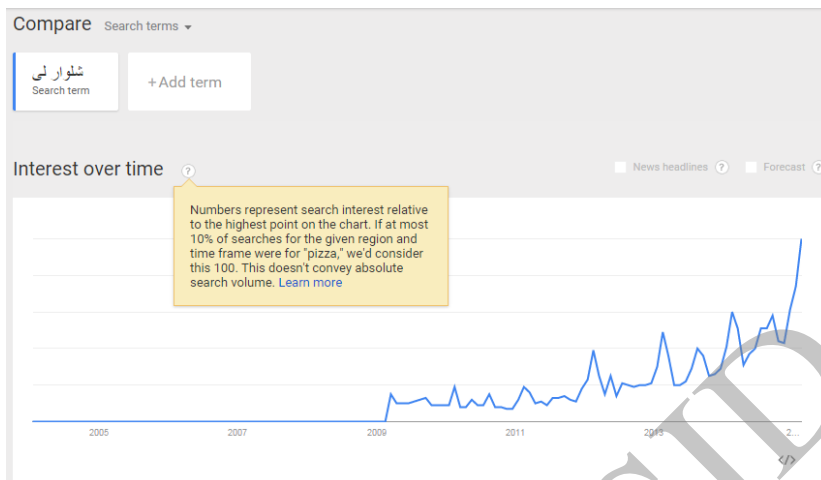 Compare Search terms
شلوار لی
Search term
+Add term
Interest over time ?
News headlines ? Forecast ?
Numbers represent search interest relative
to the highest point on the chart. If at most
10% of searches for the given region and
time frame were for "pizza," we'd consider
this 100. This doesn't convey absolute
search volume. Learn more
2005 2007 2009 2011 2013 2...
</>
SID